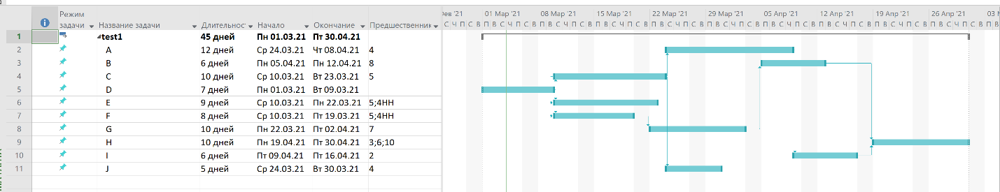 Режим задачи Название задачи Длительност Начало Окончание Предшественник
Фев '21 01 Мар '21 08 Мар '21 15 Мар '21 22 Мар '21 29 Мар '21 05 Апр '21 12 Апр '21 19 Апр '21 26 Апр '21 03 М
С Ч П С В П В С Ч П С В П В С Ч П С В П В С Ч П С В П В С Ч П С В П В С Ч П С В П В С Ч П С В П В С Ч П С В П В С Ч П С В П В С Ч П С В П В
1 test1 45 дней Пн 01.03.21 Пт 30.04.21
2 A 12 дней Ср 24.03.21 Чт 08.04.21 4
3 B 6 дней Пн 05.04.21 Пн 12.04.21 8
4 C 10 дней Ср 10.03.21 Вт 23.03.21 5
5 D 7 дней Пн 01.03.21 Вт 09.03.21
6 E 9 дней Ср 10.03.21 Пн 22.03.21 5;4НН
7 F 8 дней Ср 10.03.21 Пт 19.03.21 5;4НН
8 G 10 дней Пн 22.03.21 Пт 02.04.21 7
9 H 10 дней Пн 19.04.21 Пт 30.04.21 3;6;10
10 I 6 дней Пт 09.04.21 Пт 16.04.21 2
11 J 5 дней Ср 24.03.21 Вт 30.03.21 4